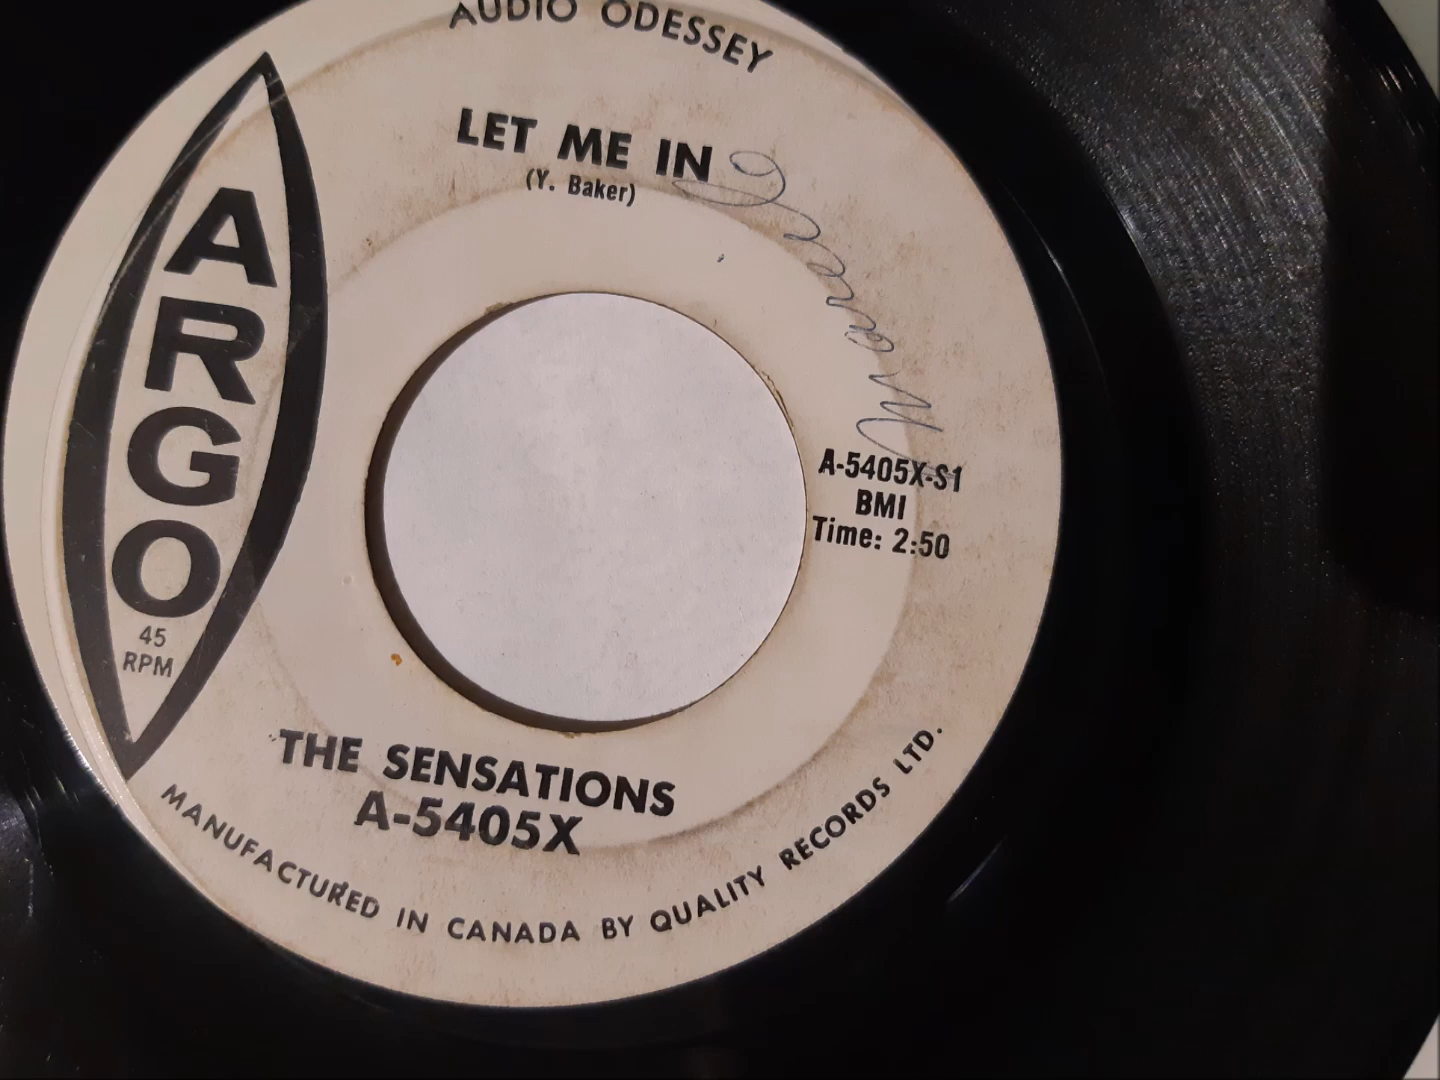 AUDIO ODESSEY
LET ME IN
(Y. Baker)
ARGO
45
RPM
A-5405X-S1
BMI
Time: 2:50
THE SENSATIONS
A-5405X
MANUFACTURED IN CANADA BY QUALITY RECORDS LTD.